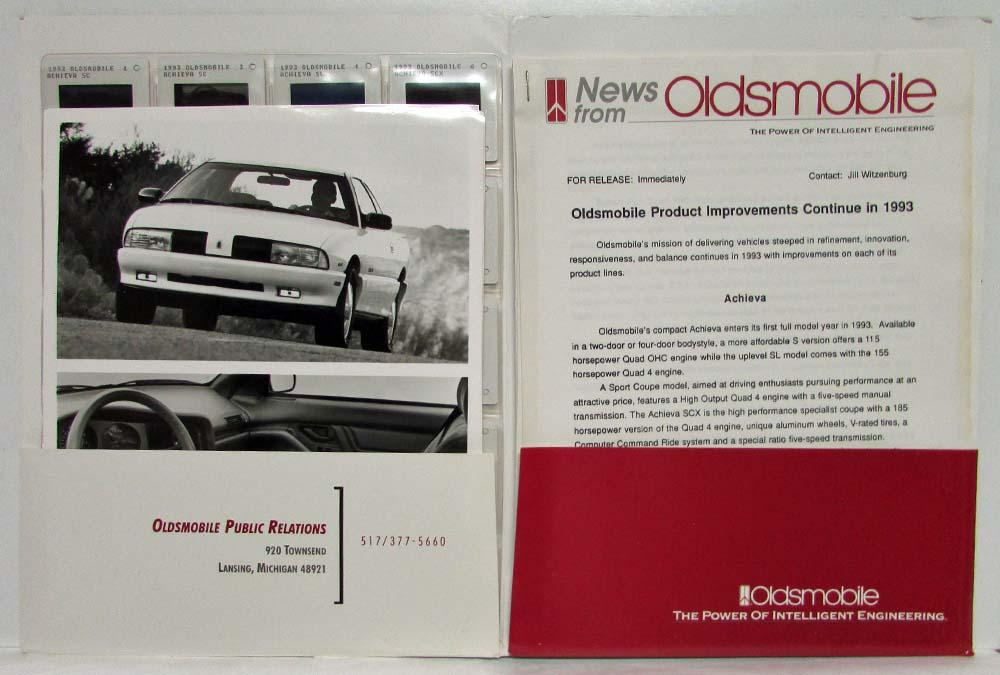 1993 OLDSMOBILE 1
ACHIEVA SC
1993 OLDSMOBILE 3
ACHIEVA SC
1993 OLDSMOBILE 4
ACHIEVA SL
1993 OLDSMOBILE 6
ACHIEVA SCX
OLDSMOBILE PUBLIC RELATIONS
920 TOWNSEND
LANSING, MICHIGAN 48921
517/377-5660
News from Oldsmobile
THE POWER OF INTELLIGENT ENGINEERING
FOR RELEASE: Immediately
Contact: Jill Witzenburg
Oldsmobile Product Improvements Continue in 1993
Oldsmobile's mission of delivering vehicles steeped in refinement, innovation,
responsiveness, and balance continues in 1993 with improvements on each of its
product lines.
Achieva
Oldsmobile's compact Achieva enters its first full model year in 1993. Available
in a two-door or four-door bodystyle, a more affordable S version offers a 115
horsepower Quad OHC engine while the uplevel SL model comes with the 155
horsepower Quad 4 engine.
A Sport Coupe model, aimed at driving enthusiasts pursuing performance at an
attractive price, features a High Output Quad 4 engine with a five-speed manual
transmission. The Achieva SCX is the high performance specialist coupe with a 185
horsepower version of the Quad 4 engine, unique aluminum wheels, V-rated tires, a
Computer Command Ride system and a special ratio five-speed transmission.
Oldsmobile
THE POWER OF INTELLIGENT ENGINEERING.